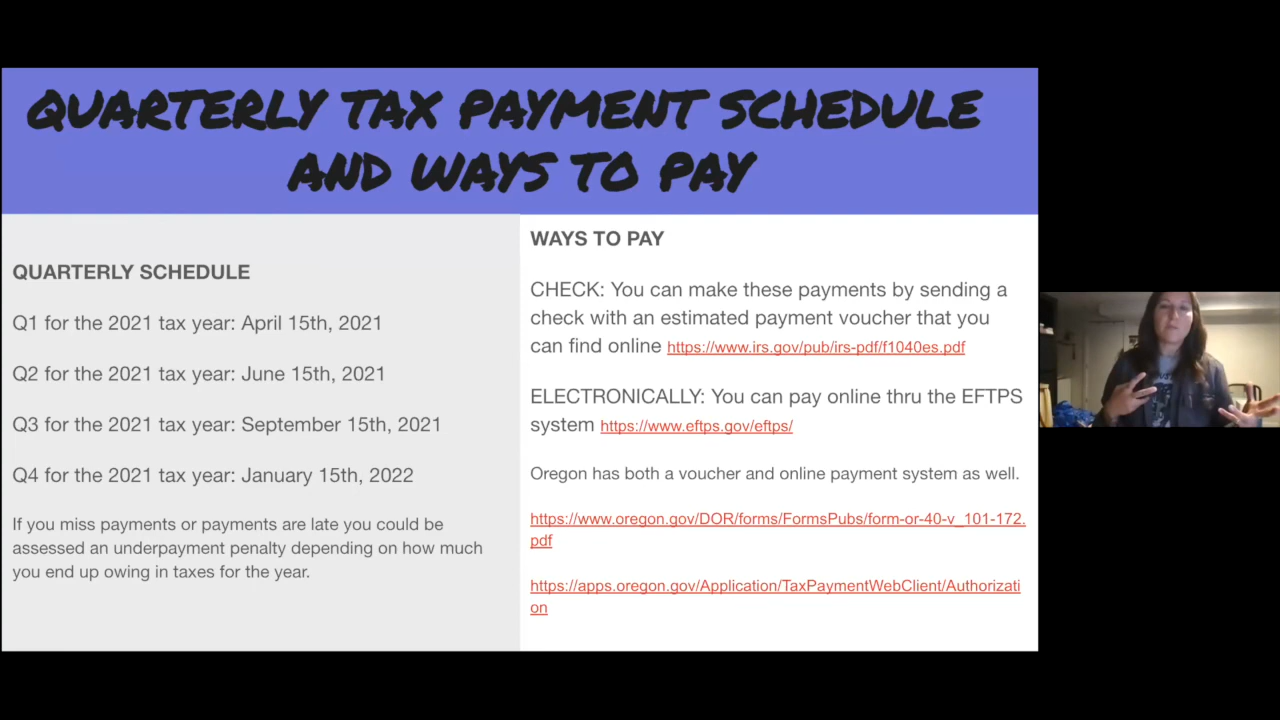 QUARTERLY TAX PAYMENT SCHEDULE
AND WAYS TO PAY
QUARTERLY SCHEDULE
Q1 for the 2021 tax year: April 15th, 2021
Q2 for the 2021 tax year: June 15th, 2021
Q3 for the 2021 tax year: September 15th, 2021
Q4 for the 2021 tax year: January 15th, 2022
If you miss payments or payments are late you could be
assessed an underpayment penalty depending on how much
you end up owing in taxes for the year.
WAYS TO PAY
CHECK: You can make these payments by sending a
check with an estimated payment voucher that you
can find online https://www.irs.gov/pub/irs-pdf/f1040es.pdf
ELECTRONICALLY: You can pay online thru the EFTPS
system https://www.eftps.gov/eftps/
Oregon has both a voucher and online payment system as well.
https://www.oregon.gov/DOR/forms/FormsPubs/form-or-40-v_101-172.
pdf
https://apps.oregon.gov/Application/TaxPaymentWebClient/Authorizati
on